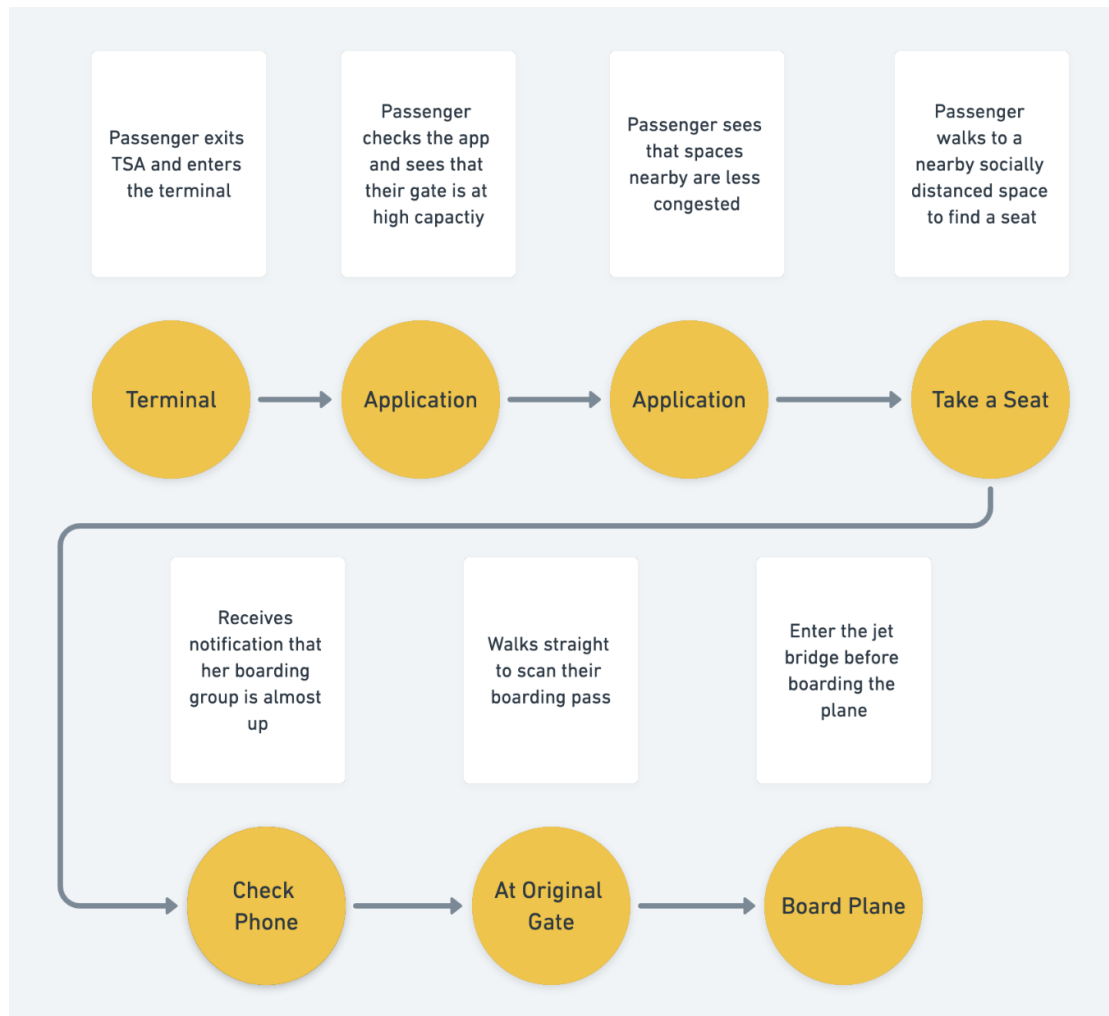 Passenger exits
TSA and enters
the terminal
Passenger
checks the app
and sees that
their gate is at
high capactiy
Passenger sees
that spaces
nearby are less
congested
Passenger
walks to a
nearby socially
distanced space
to find a seat
Terminal
Application
Application
Take a Seat
Receives
notification that
her boarding
group is almost
up
Walks straight
to scan their
boarding pass
Enter the jet
bridge before
boarding the
plane
Check
Phone
At Original
Gate
Board Plane